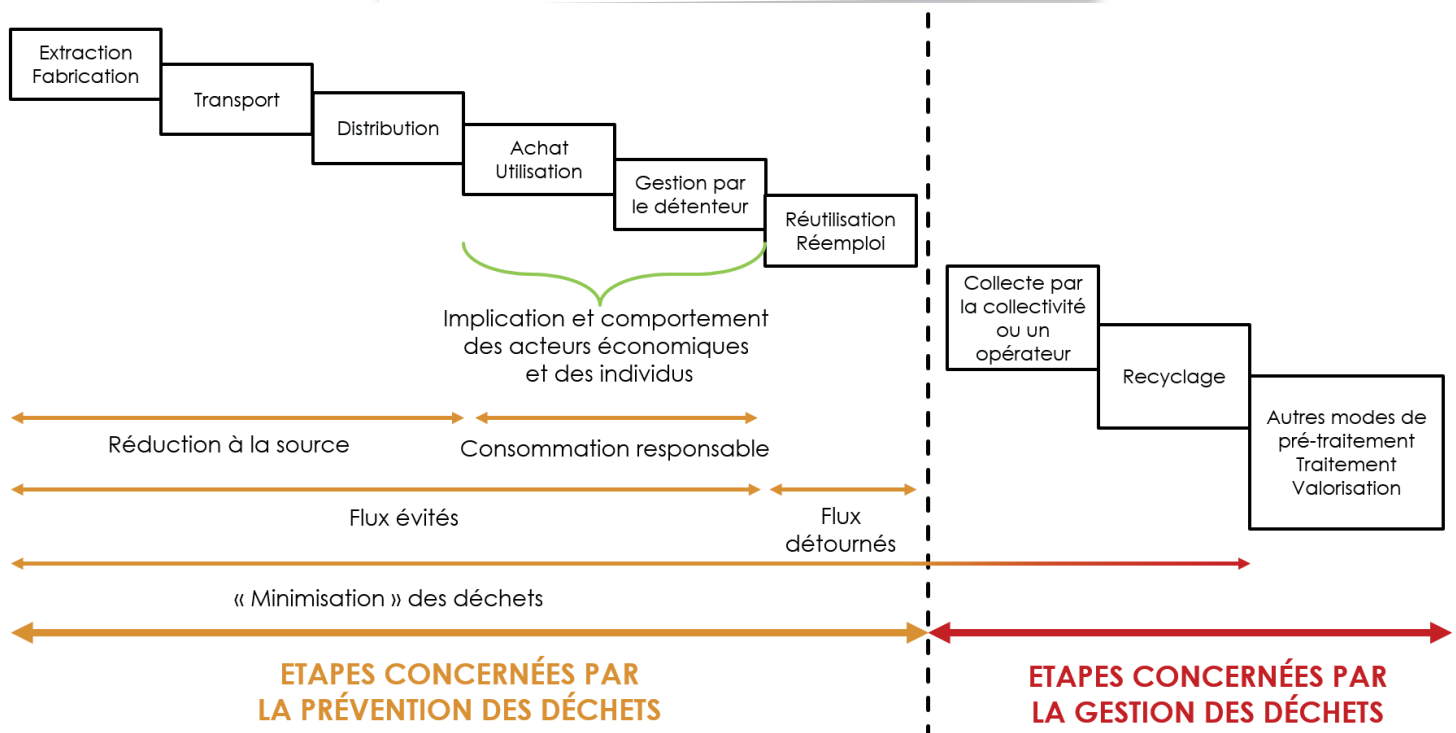 Extraction
Fabrication
Transport
Distribution
Achat
Utilisation
Gestion par
le détenteur
Réutilisation
Réemploi
Collecte par
la collectivité
ou un
opérateur
Recyclage
Autres modes de
pré-traitement
Traitement
Valorisation
Implication et comportement
des acteurs économiques
et des individus
Réduction à la source
Consommation responsable
Flux évités
Flux
détournés
« Minimisation » des déchets
ETAPES CONCERNÉES PAR
LA PRÉVENTION DES DÉCHETS
ETAPES CONCERNÉES PAR
LA GESTION DES DÉCHETS